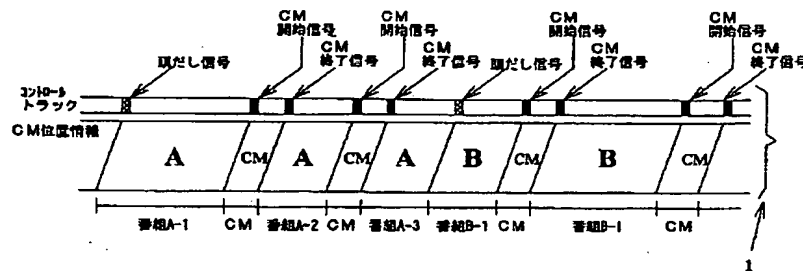 CM
開始信号
CM
開始信号
CM
開始信号
CM
開始信号
頭だし信号
CM
終了信号
CM
終了信号
頭だし信号
CM
終了信号
CM
終了信号
コントロール
トラック
CM位置情報
A CM A CM A B CM B CM
番組A-1 CM 番組A-2 CM 番組A-3 番組B-1 CM 番組B-1 CM
1